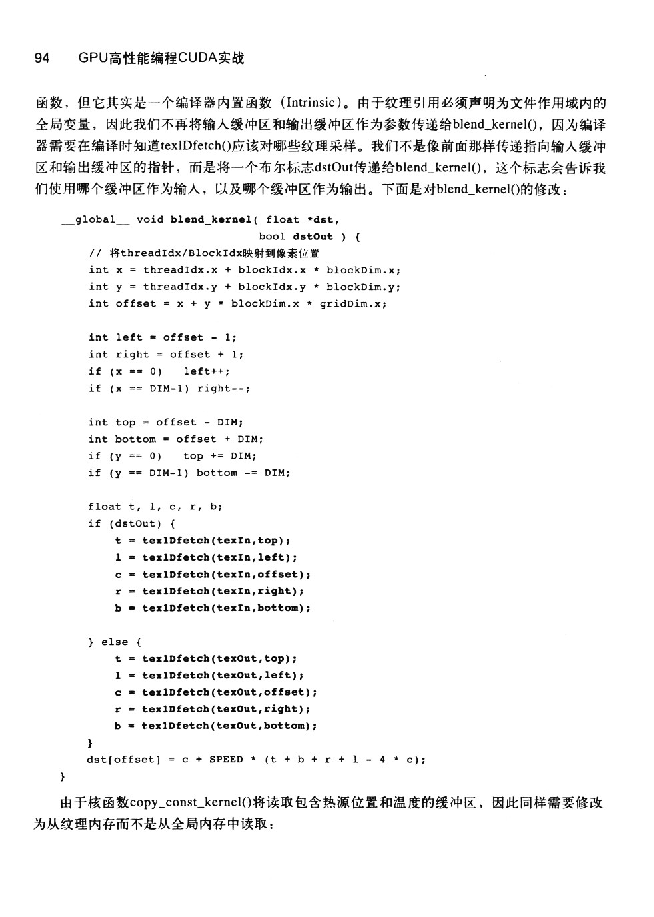 94 GPU高性能编程CUDA实战
函数，但它其实是一个编译器内置函数（Intrinsic）。由于纹理引用必须声明为文件作用域内的
全局变量，因此我们不再将输入缓冲区和输出缓冲区作为参数传递给blend_kernel()，因为编译
器需要在编译时知道tex1Dfetch()应该对哪些纹理采样。我们不是像前面那样传递指向输入缓冲
区和输出缓冲区的指针，而是将一个布尔标志dstOut传递给blend_kernel()，这个标志会告诉我
们使用哪个缓冲区作为输入，以及哪个缓冲区作为输出。下面是对blend_kernel()的修改：
__global__ void blend_kernel( float *dst,
bool dstOut ) {
// 将threadIdx/BlockIdx映射到像素位置
int x = threadIdx.x + blockIdx.x * blockDim.x;
int y = threadIdx.y + blockIdx.y * blockDim.y;
int offset = x + y * blockDim.x * gridDim.x;
int left = offset - 1;
int right = offset + 1;
if (x == 0) left++;
if (x == DIM-1) right--;
int top = offset - DIM;
int bottom = offset + DIM;
if (y == 0) top += DIM;
if (y == DIM-1) bottom -= DIM;
float t, l, c, r, b;
if (dstOut) {
t = tex1Dfetch(texIn,top);
l = tex1Dfetch(texIn,left);
c = tex1Dfetch(texIn,offset);
r = tex1Dfetch(texIn,right);
b = tex1Dfetch(texIn,bottom);
} else {
t = tex1Dfetch(texOut,top);
l = tex1Dfetch(texOut,left);
c = tex1Dfetch(texOut,offset);
r = tex1Dfetch(texOut,right);
b = tex1Dfetch(texOut,bottom);
}
dst[offset] = c + SPEED * (t + b + r + l - 4 * c);
}
由于核函数copy_const_kernel()将读取包含热源位置和温度的缓冲区，因此同样需要修改
为从纹理内存而不是从全局内存中读取：